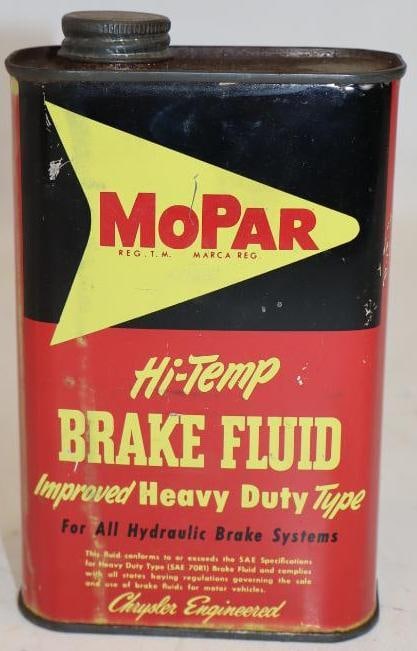 MOPAR
REG. T. M. MARCA REG.
Hi-Temp
BRAKE FLUID
Improved Heavy Duty Type
For All Hydraulic Brake Systems
This fluid conforms to or exceeds the SAE Specifications
for Heavy Duty Type (SAE 70R1) Brake Fluid and complies
with all states having regulations governing the sale
and use of brake fluids for motor vehicles.
Chrysler Engineered